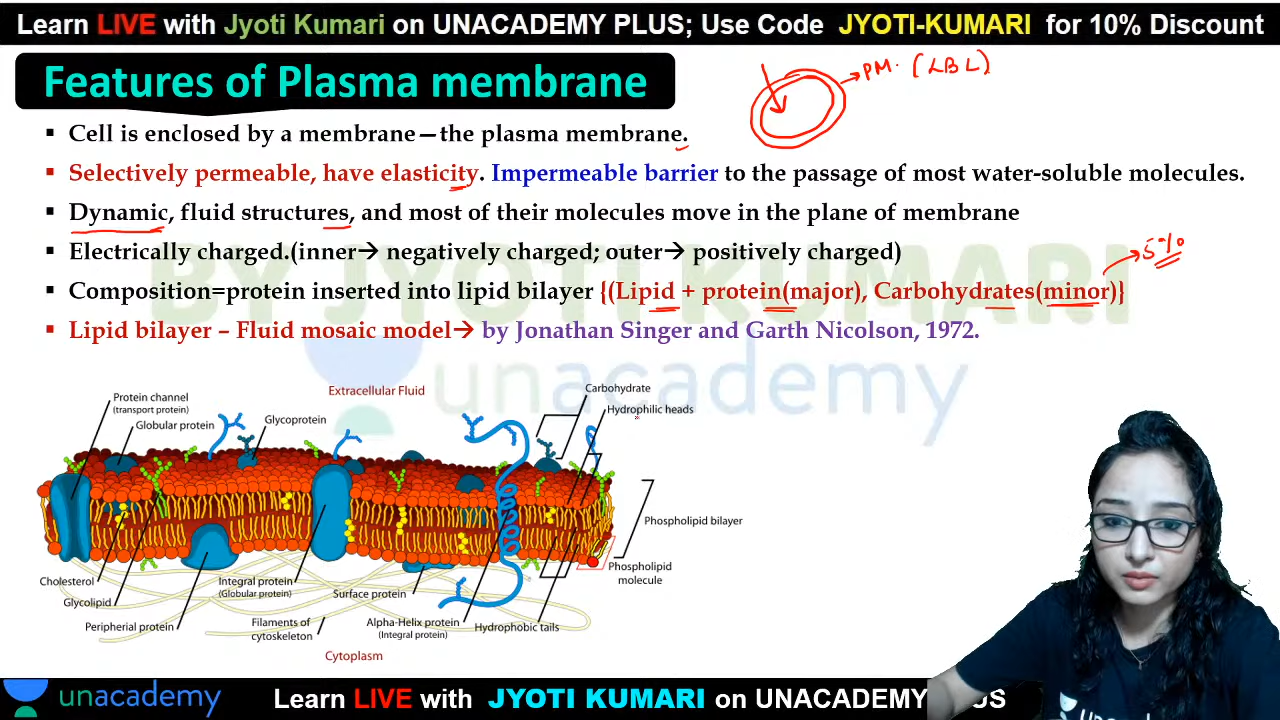 Learn LIVE with Jyoti Kumari on UNACADEMY PLUS; Use Code JYOTI-KUMARI for 10% Discount
Features of Plasma membrane
PM. (LBL)
▪ Cell is enclosed by a membrane—the plasma membrane.
▪ Selectively permeable, have elasticity. Impermeable barrier to the passage of most water-soluble molecules.
▪ Dynamic, fluid structures, and most of their molecules move in the plane of membrane
▪ Electrically charged.(inner→ negatively charged; outer→ positively charged)
5%
▪ Composition=protein inserted into lipid bilayer {(Lipid + protein(major), Carbohydrates(minor)}
▪ Lipid bilayer – Fluid mosaic model→ by Jonathan Singer and Garth Nicolson, 1972.
BY JYOTI KUMARI
unacademy
Extracellular Fluid
Protein channel
(transport protein)
Globular protein
Glycoprotein
Carbohydrate
Hydrophilic heads
Phospholipid bilayer
Phospholipid
molecule
Cholesterol
Glycolipid
Peripherial protein
Integral protein
(Globular protein)
Filaments of
cytoskeleton
Surface protein
Alpha-Helix protein
(Integral protein)
Hydrophobic tails
Cytoplasm
unacademy
Learn LIVE with JYOTI KUMARI on UNACADEMY PLUS